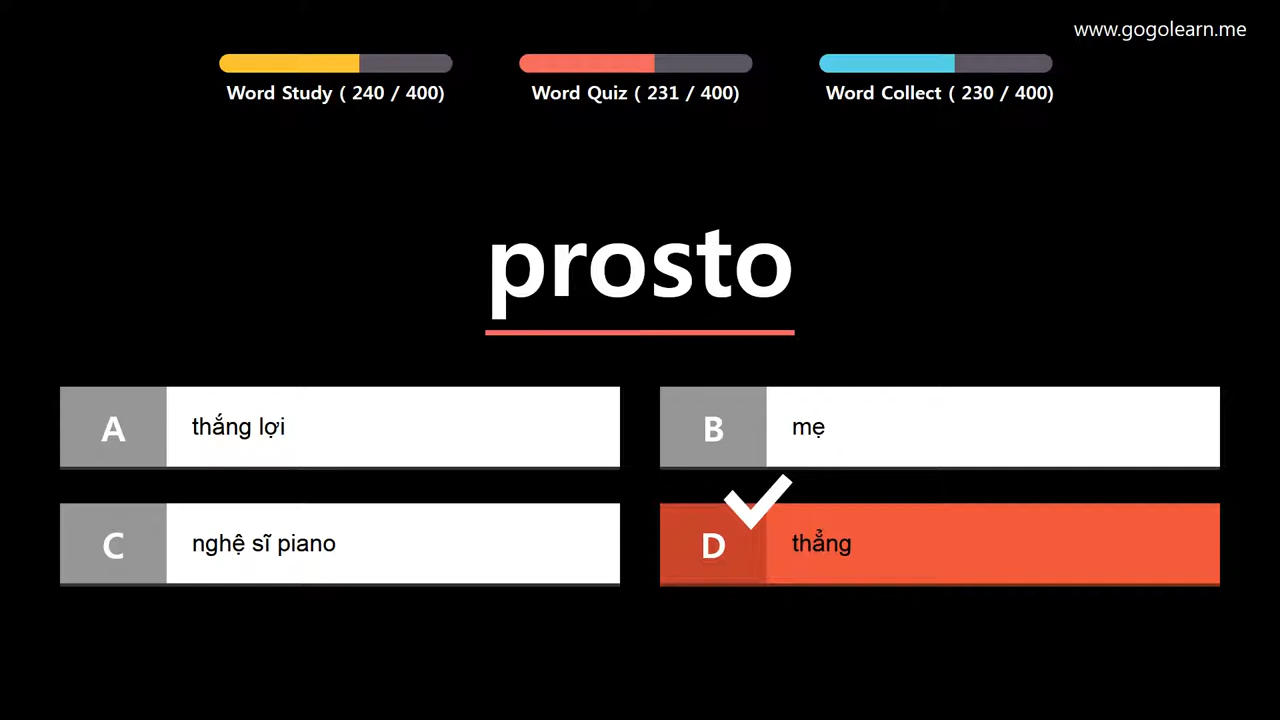 www.gogolearn.me
Word Study ( 240 / 400)
Word Quiz ( 231 / 400)
Word Collect ( 230 / 400)
prosto
A thắng lợi
B mẹ
C nghệ sĩ piano
D thẳng